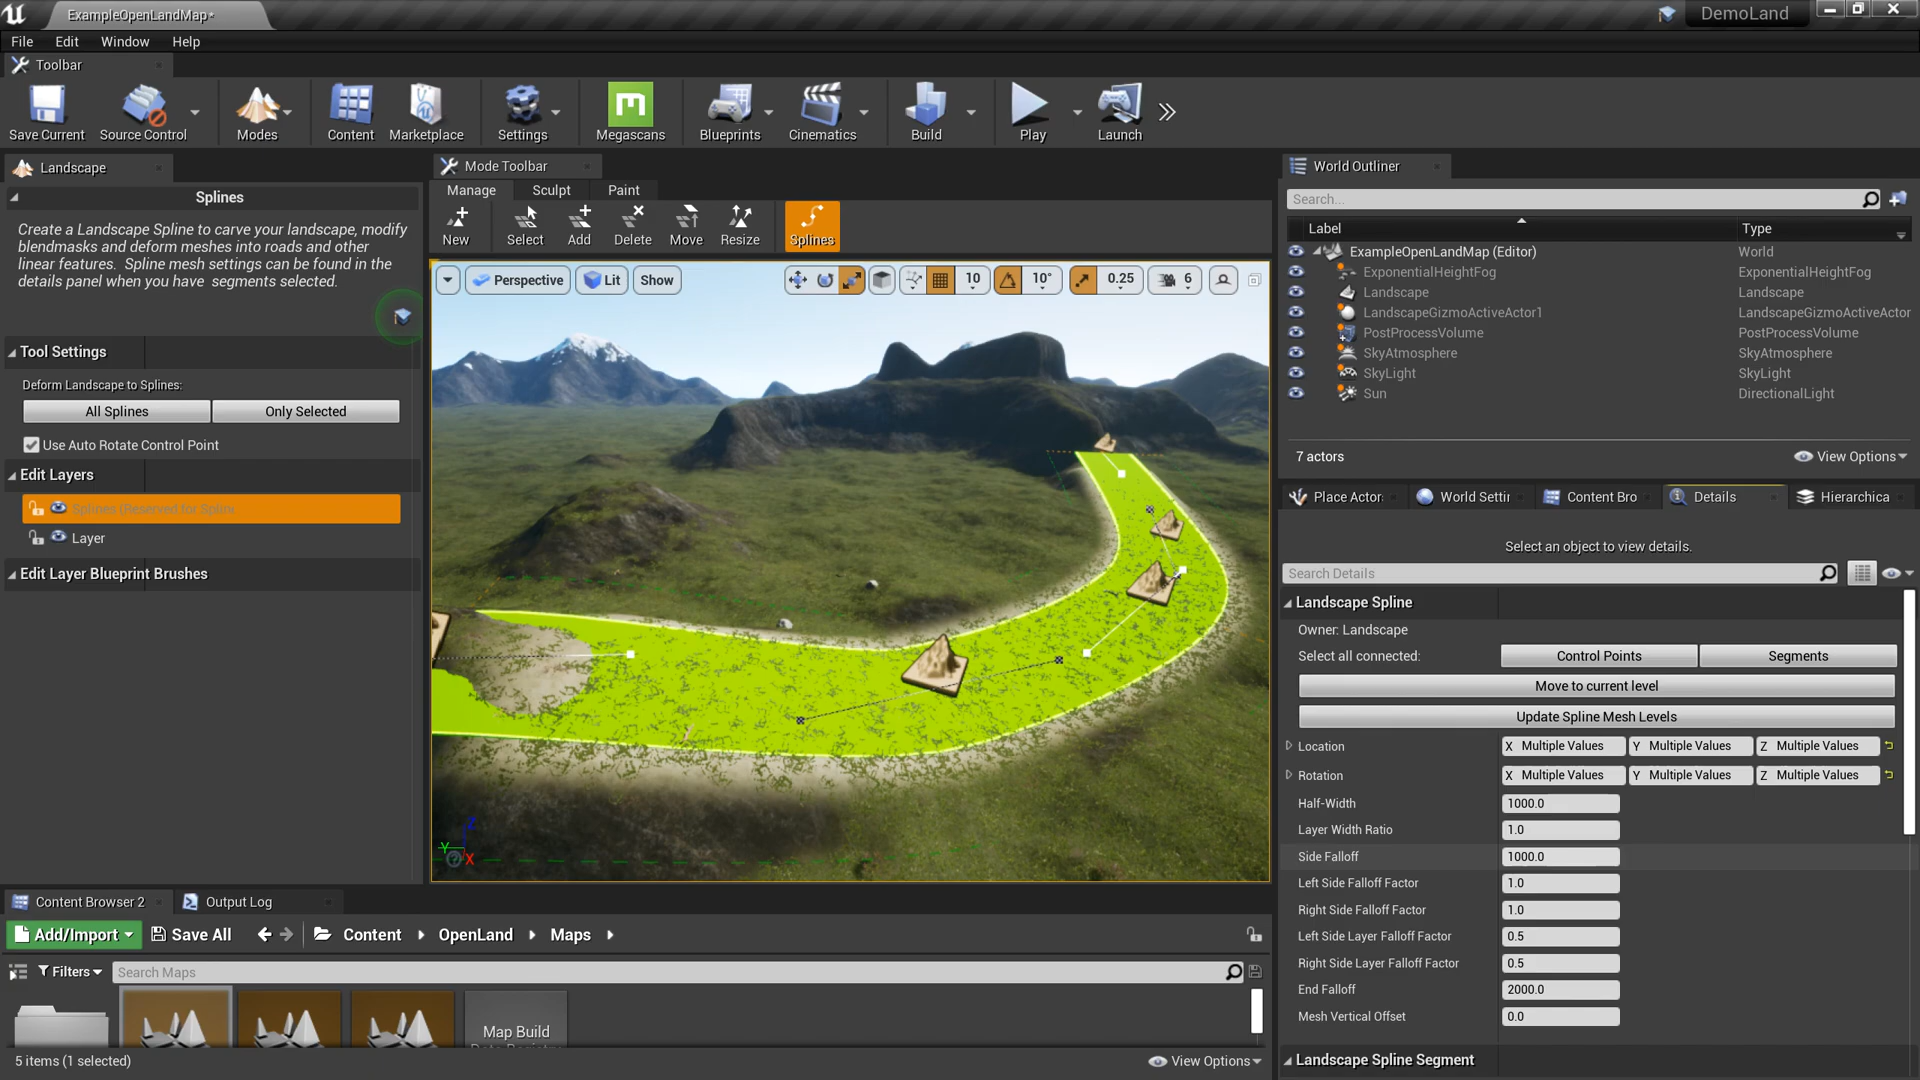 ExampleOpenLandMap*
DemoLand
File Edit Window Help
Toolbar
Save Current Source Control Modes Content Marketplace Settings Megascans Blueprints Cinematics Build Play Launch
Landscape
Splines
Create a Landscape Spline to carve your landscape, modify
blendmasks and deform meshes into roads and other
linear features. Spline mesh settings can be found in the
details panel when you have segments selected.
Tool Settings
Deform Landscape to Splines:
All Splines Only Selected
Use Auto Rotate Control Point
Edit Layers
Splines (Reserved for Splin
Layer
Edit Layer Blueprint Brushes
Mode Toolbar
Manage Sculpt Paint
New Select Add Delete Move Resize Splines
Perspective Lit Show 10 10° 0.25 6
Z
Y
X
World Outliner
Search...
Label Type
ExampleOpenLandMap (Editor) World
ExponentialHeightFog ExponentialHeightFog
Landscape Landscape
LandscapeGizmoActiveActor1 LandscapeGizmoActiveActor
PostProcessVolume PostProcessVolume
SkyAtmosphere SkyAtmosphere
SkyLight SkyLight
Sun DirectionalLight
7 actors View Options
Place Actor World Settin Content Bro Details Hierarchica
Select an object to view details.
Search Details
Landscape Spline
Owner: Landscape
Select all connected: Control Points Segments
Move to current level
Update Spline Mesh Levels
Location X Multiple Values Y Multiple Values Z Multiple Values
Rotation X Multiple Values Y Multiple Values Z Multiple Values
Half-Width 1000.0
Layer Width Ratio 1.0
Side Falloff 1000.0
Left Side Falloff Factor 1.0
Right Side Falloff Factor 1.0
Left Side Layer Falloff Factor 0.5
Right Side Layer Falloff Factor 0.5
End Falloff 2000.0
Mesh Vertical Offset 0.0
Landscape Spline Segment
Content Browser 2 Output Log
Add/Import Save All Content OpenLand Maps
Filters Search Maps
Map Build
5 items (1 selected) View Options